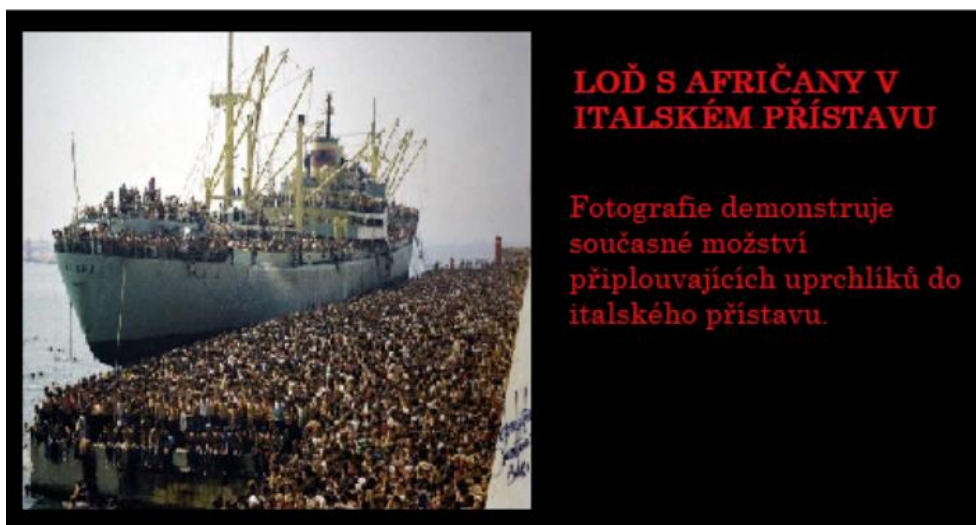 LOĎ S AFRIČANY V
ITALSKÉM PŘÍSTAVU
Fotografie demonstruje
současné možství
připlouvajících uprchlíků do
italského přístavu.